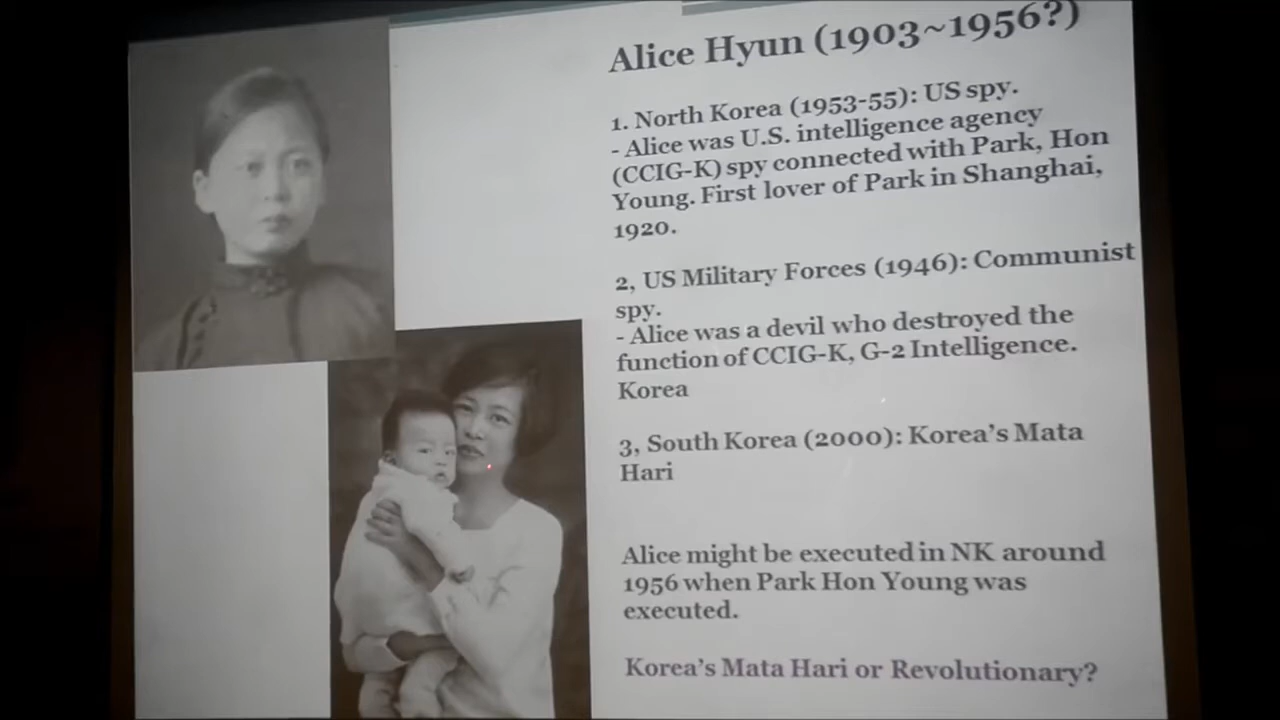 Alice Hyun (1903~1956?)
1. North Korea (1953-55): US spy.
- Alice was U.S. intelligence agency
(CCIG-K) spy connected with Park, Hon
Young. First lover of Park in Shanghai,
1920.
2, US Military Forces (1946): Communist
spy.
- Alice was a devil who destroyed the
function of CCIG-K, G-2 Intelligence.
Korea
3, South Korea (2000): Korea's Mata
Hari
Alice might be executed in NK around
1956 when Park Hon Young was
executed.
Korea's Mata Hari or Revolutionary?